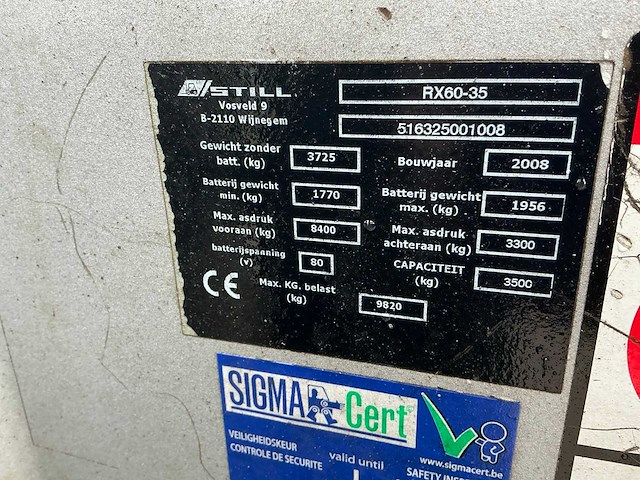 STILL
Vosveld 9
B-2110 Wijnegem
RX60-35
516325001008
Gewicht zonder
batt. (kg)
3725
Bouwjaar
2008
Batterij gewicht
min. (kg)
1770
Batterij gewicht
max. (kg)
1956
Max. asdruk
vooraan (kg)
8400
Max. asdruk
achteraan (kg)
3300
batterijspanning
(v)
80
CAPACITEIT
(kg)
3500
CE
Max. KG. belast
(kg)
9820
SIGMA Cert
VEILIGHEIDSKEUR
CONTROLE DE SECURITE
valid until
www.sigmacert.be
SAFETY